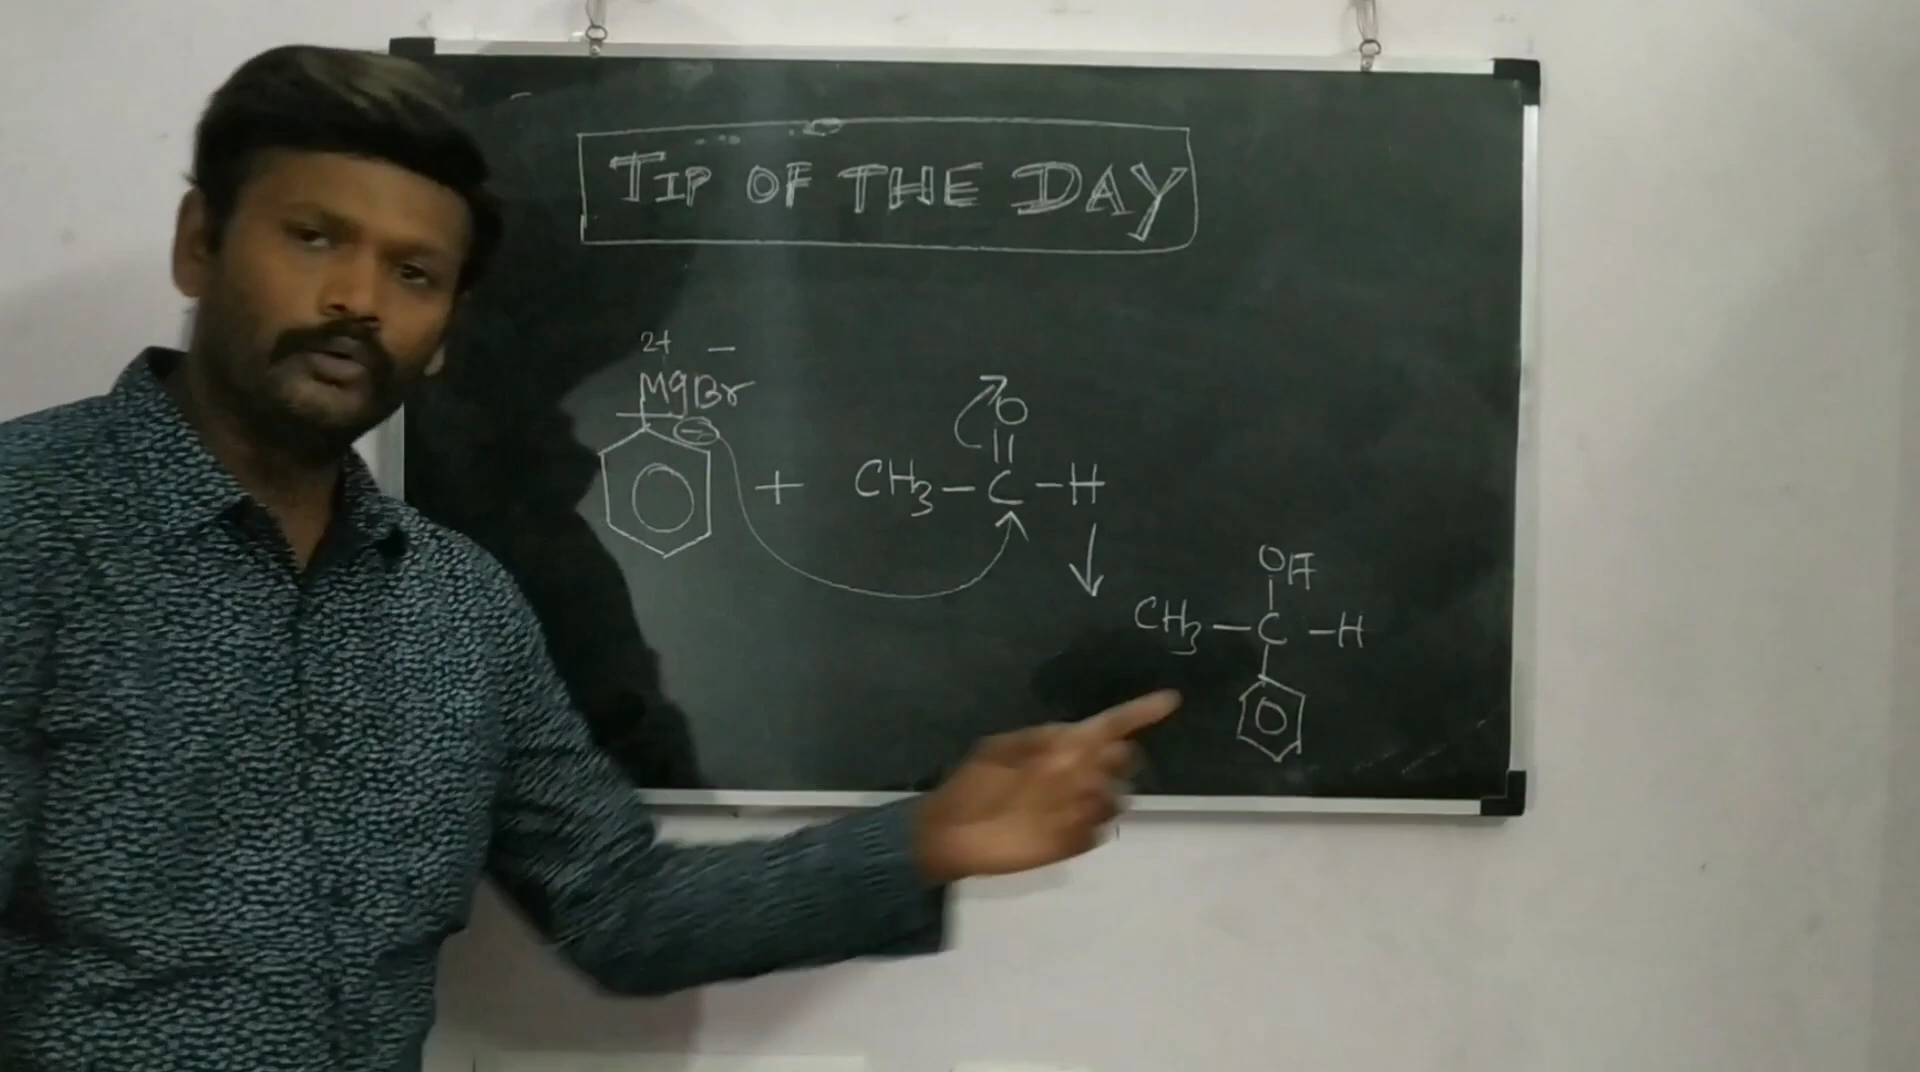 TIP OF THE DAY
2+ −
MgBr
−
O
+ CH3 − C − H
OH
CH3 − C − H